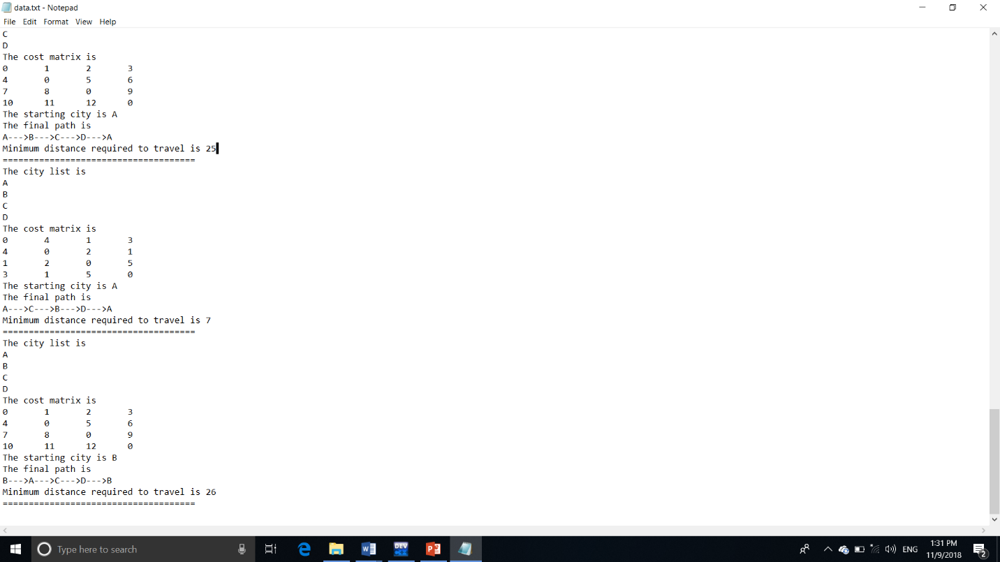 data.txt - Notepad
File Edit Format View Help
C
D
The cost matrix is
0 1 2 3
4 0 5 6
7 8 0 9
10 11 12 0
The starting city is A
The final path is
A--->B--->C--->D--->A
Minimum distance required to travel is 25
=====================================
The city list is
A
B
C
D
The cost matrix is
0 4 1 3
4 0 2 1
1 2 0 5
3 1 5 0
The starting city is A
The final path is
A--->C--->B--->D--->A
Minimum distance required to travel is 7
=====================================
The city list is
A
B
C
D
The cost matrix is
0 1 2 3
4 0 5 6
7 8 0 9
10 11 12 0
The starting city is B
The final path is
B--->A--->C--->D--->B
Minimum distance required to travel is 26
=====================================
Type here to search
DEV
ENG
1:31 PM
11/9/2018
2